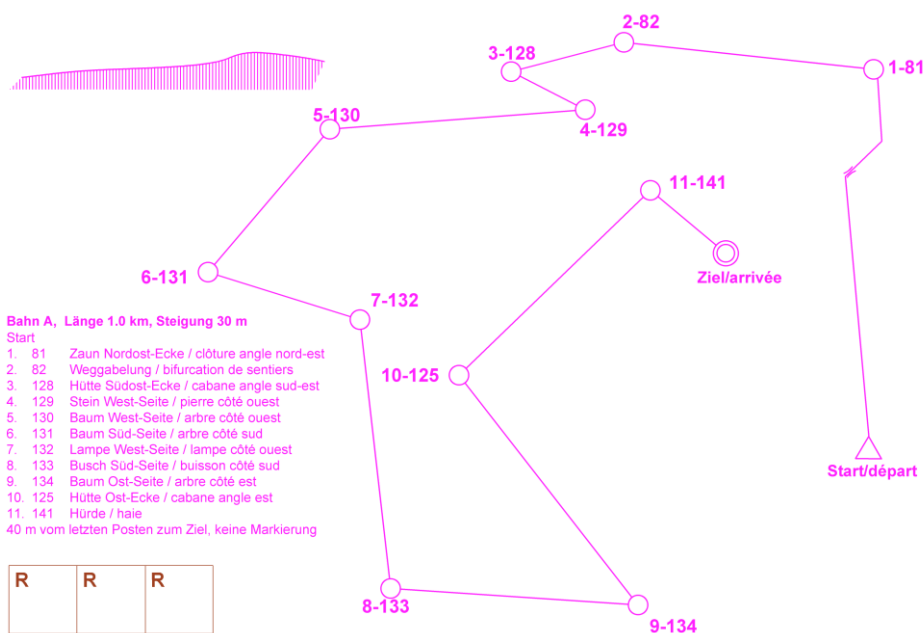 2-82
3-128
1-81
5-130
4-129
11-141
6-131
Ziel/arrivée
7-132
Bahn A, Länge 1.0 km, Steigung 30 m
Start
1. 81 Zaun Nordost-Ecke / clôture angle nord-est
2. 82 Weggabelung / bifurcation de sentiers
3. 128 Hütte Südost-Ecke / cabane angle sud-est
4. 129 Stein West-Seite / pierre côté ouest
5. 130 Baum West-Seite / arbre côté ouest
6. 131 Baum Süd-Seite / arbre côté sud
7. 132 Lampe West-Seite / lampe côté ouest
8. 133 Busch Süd-Seite / buisson côté sud
9. 134 Baum Ost-Seite / arbre côté est
10. 125 Hütte Ost-Ecke / cabane angle est
11. 141 Hürde / haie
40 m vom letzten Posten zum Ziel, keine Markierung
10-125
Start/départ
R R R
8-133
9-134